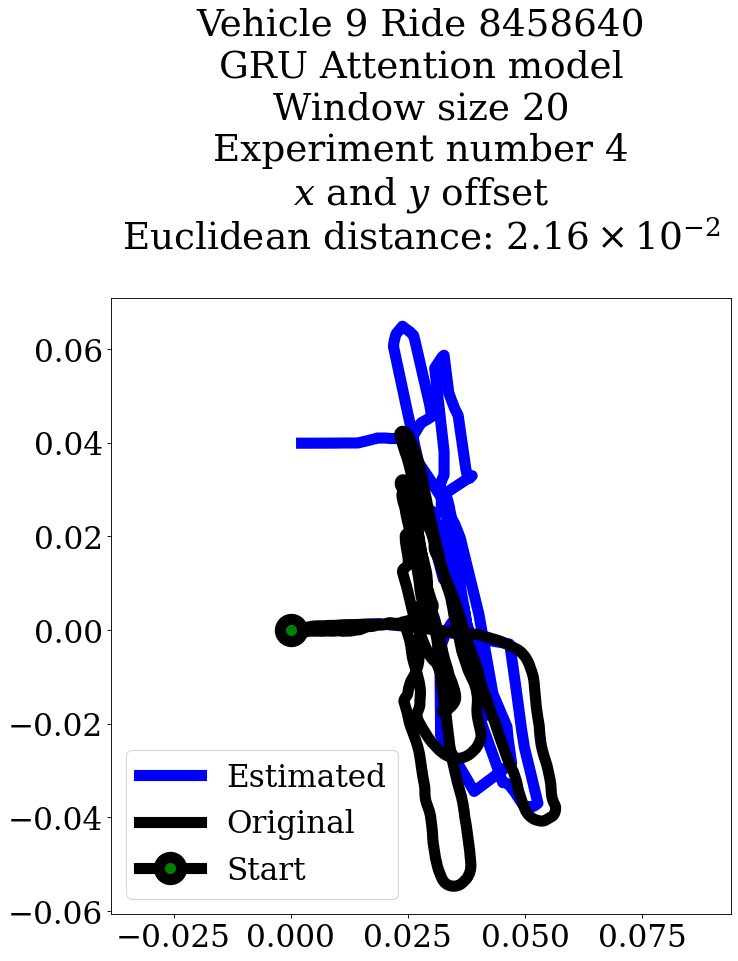 Vehicle 9 Ride 8458640
GRU Attention model
Window size 20
Experiment number 4
x and y offset
Euclidean distance: 2.16 × 10⁻²
0.06
0.04
0.02
0.00
−0.02
−0.04
−0.06
Estimated
Original
Start
−0.025 0.000 0.025 0.050 0.075